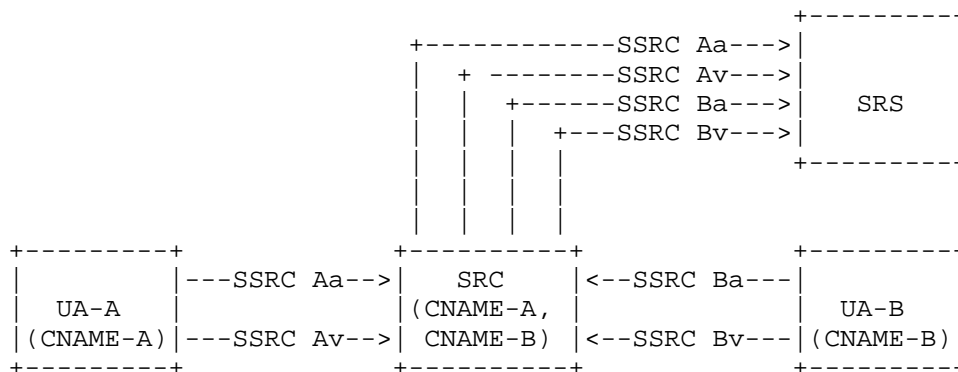 SSRC Aa--->
SSRC Av--->
SSRC Ba---> SRS
SSRC Bv--->
---SSRC Aa--> SRC <--SSRC Ba---
UA-A (CNAME-A, UA-B
(CNAME-A) ---SSRC Av--> CNAME-B) <--SSRC Bv--- (CNAME-B)